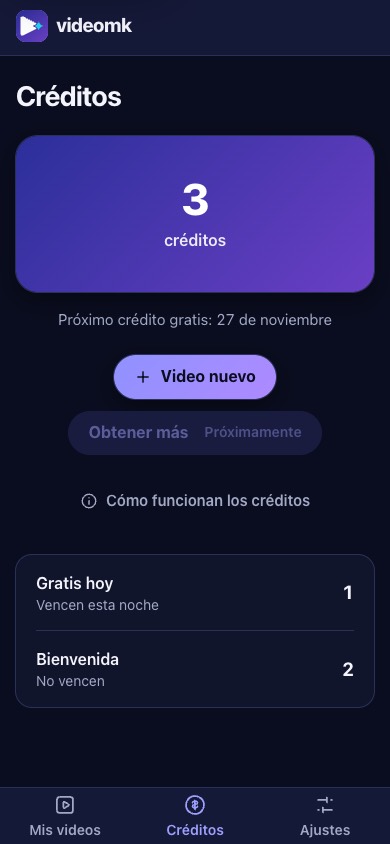 videomk
Créditos
3
créditos
Próximo crédito gratis: 27 de noviembre
Video nuevo
Obtener más Próximamente
Cómo funcionan los créditos
Gratis hoy
Vencen esta noche
1
Bienvenida
No vencen
2
Mis videos
Créditos
Ajustes